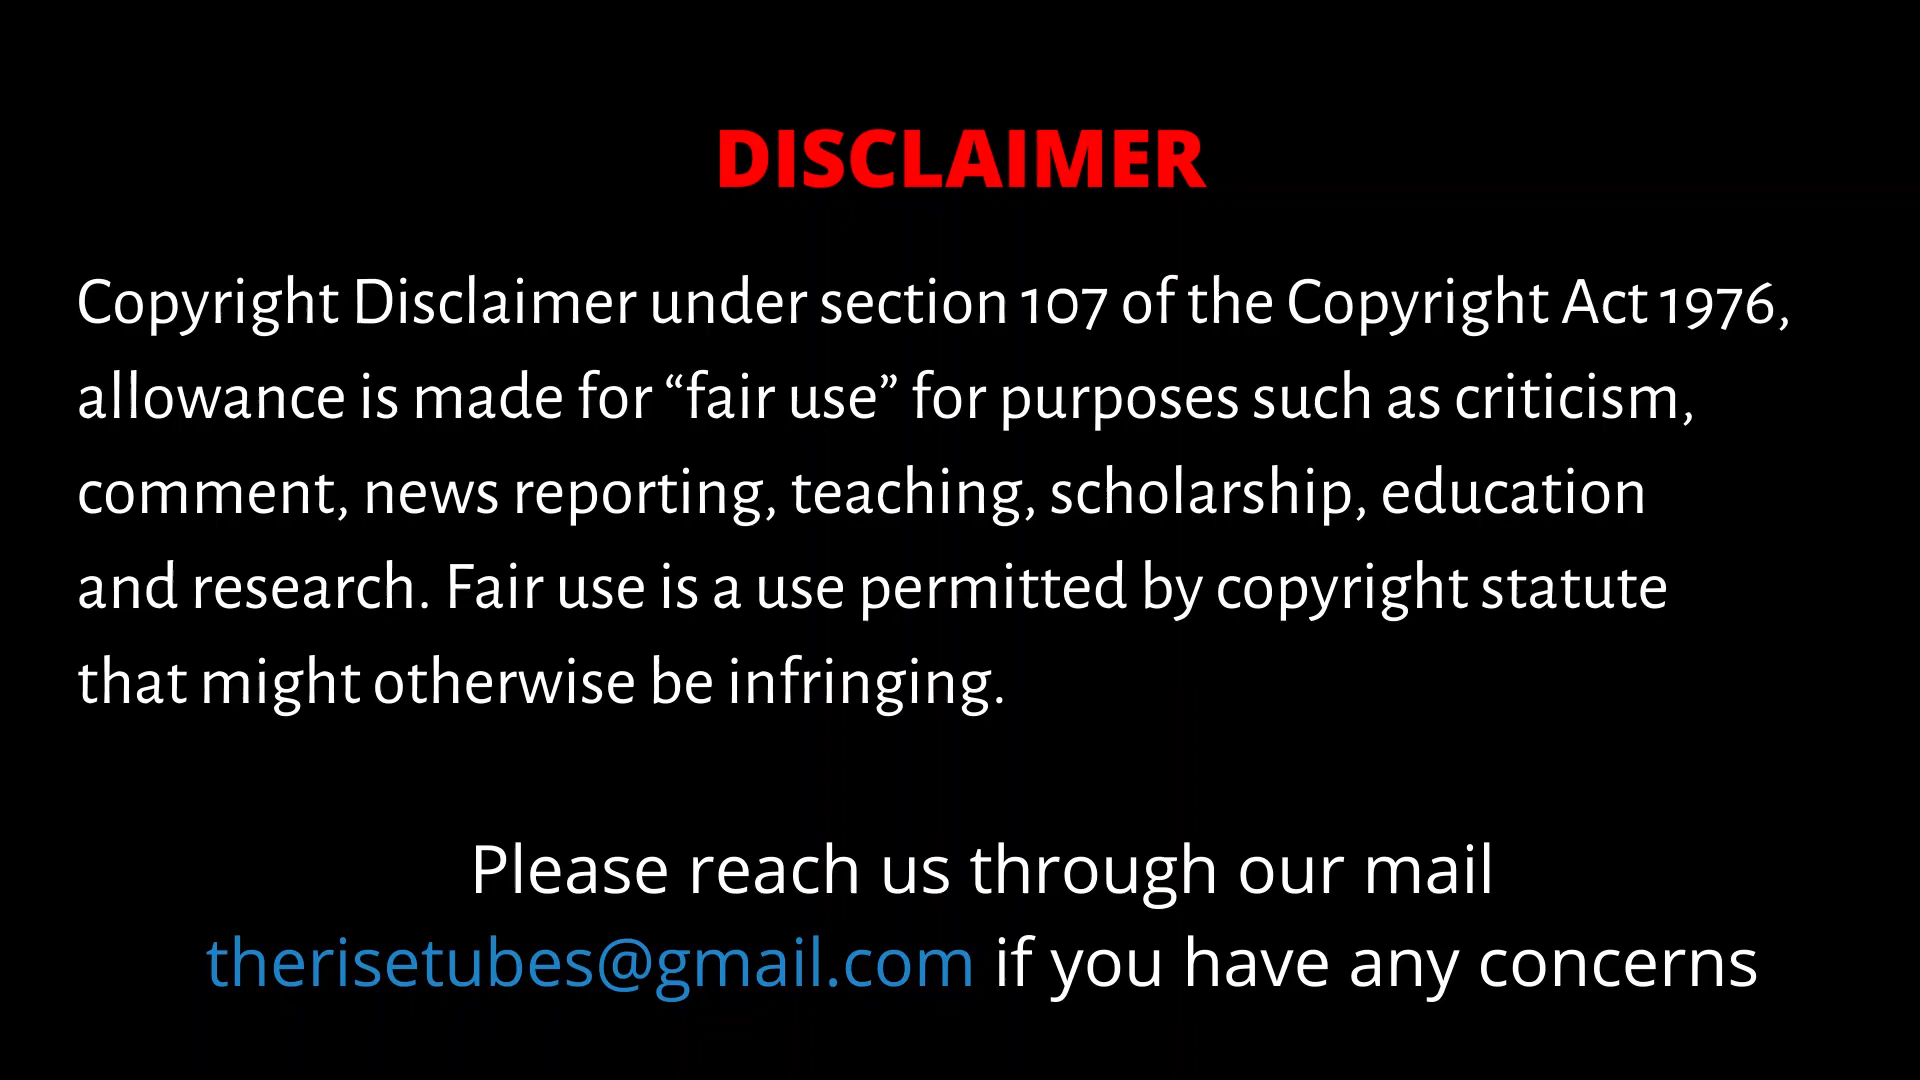 DISCLAIMER
Copyright Disclaimer under section 107 of the Copyright Act 1976,
allowance is made for “fair use” for purposes such as criticism,
comment, news reporting, teaching, scholarship, education
and research. Fair use is a use permitted by copyright statute
that might otherwise be infringing.
Please reach us through our mail
therisetubes@gmail.com if you have any concerns